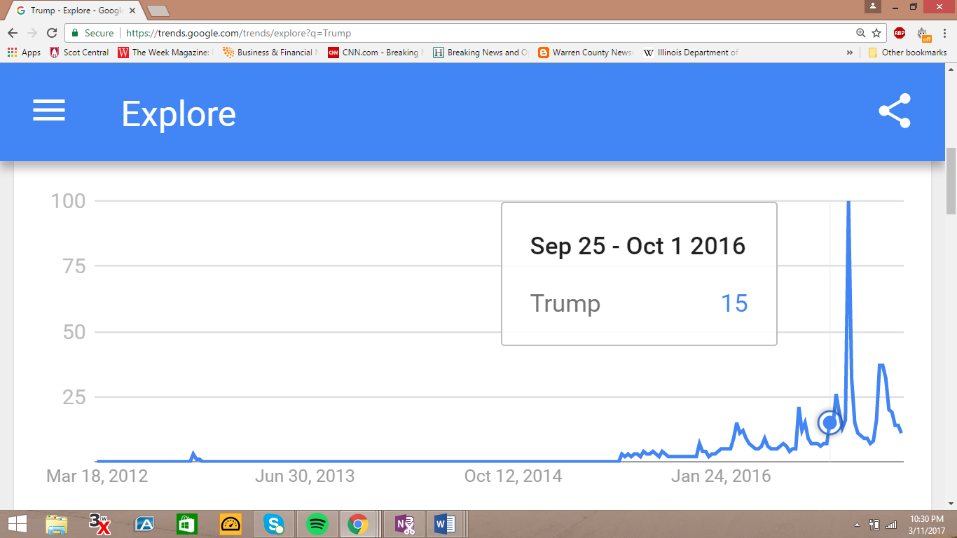 Trump - Explore - Googl
Secure https://trends.google.com/trends/explore?q=Trump
Apps Scot Central The Week Magazine: Business & Financial N CNN.com - Breaking Breaking News and Op Warren County News Illinois Department of » Other bookmarks
Explore
100
75
50
25
Sep 25 - Oct 1 2016
Trump 15
Mar 18, 2012 Jun 30, 2013 Oct 12, 2014 Jan 24, 2016
10:30 PM
3/11/2017